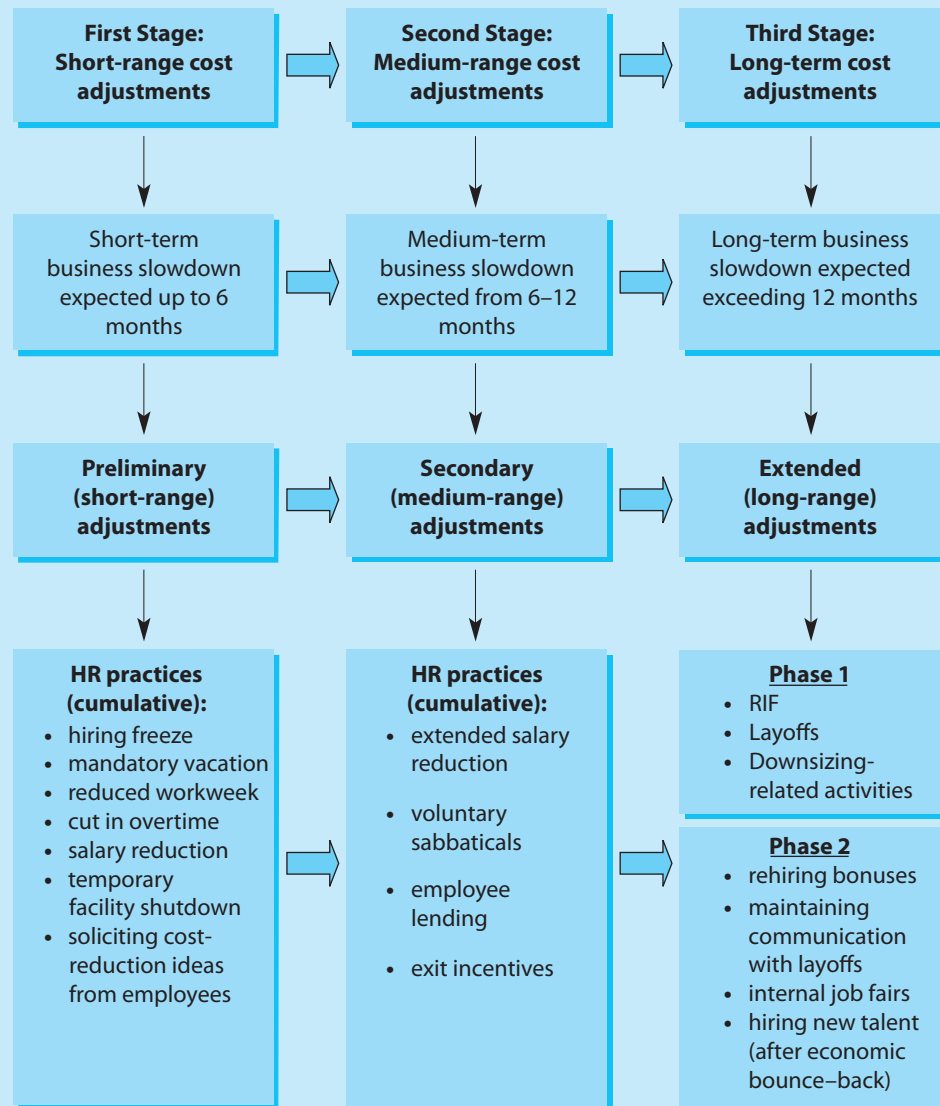 First Stage:
Short-range cost
adjustments
Second Stage:
Medium-range cost
adjustments
Third Stage:
Long-term cost
adjustments
Short-term
business slowdown
expected up to 6
months
Medium-term
business slowdown
expected from 6–12
months
Long-term business
slowdown expected
exceeding 12 months
Preliminary
(short-range)
adjustments
Secondary
(medium-range)
adjustments
Extended
(long-range)
adjustments
HR practices
(cumulative):
• hiring freeze
• mandatory vacation
• reduced workweek
• cut in overtime
• salary reduction
• temporary
facility shutdown
• soliciting cost-
reduction ideas
from employees
HR practices
(cumulative):
• extended salary
reduction
• voluntary
sabbaticals
• employee
lending
• exit incentives
Phase 1
• RIF
• Layoffs
• Downsizing-
related activities
Phase 2
• rehiring bonuses
• maintaining
communication
with layoffs
• internal job fairs
• hiring new talent
(after economic
bounce–back)